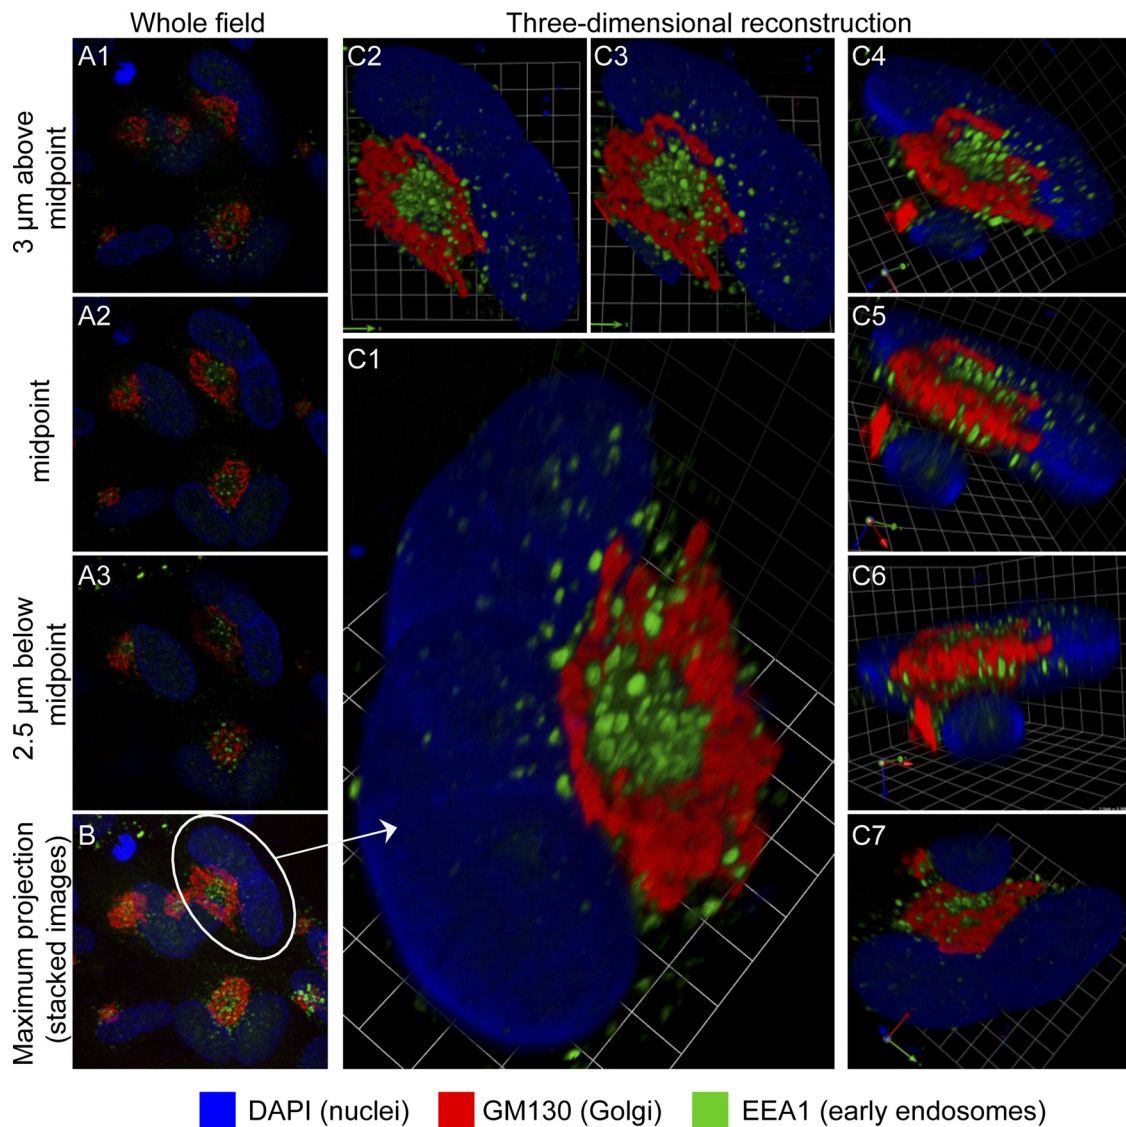 Whole field
Three-dimensional reconstruction
3 µm above
midpoint
A1
C2
C3
C4
midpoint
A2
C1
C5
2.5 µm below
midpoint
A3
C6
Maximum projection
(stacked images)
B
C7
DAPI (nuclei)
GM130 (Golgi)
EEA1 (early endosomes)